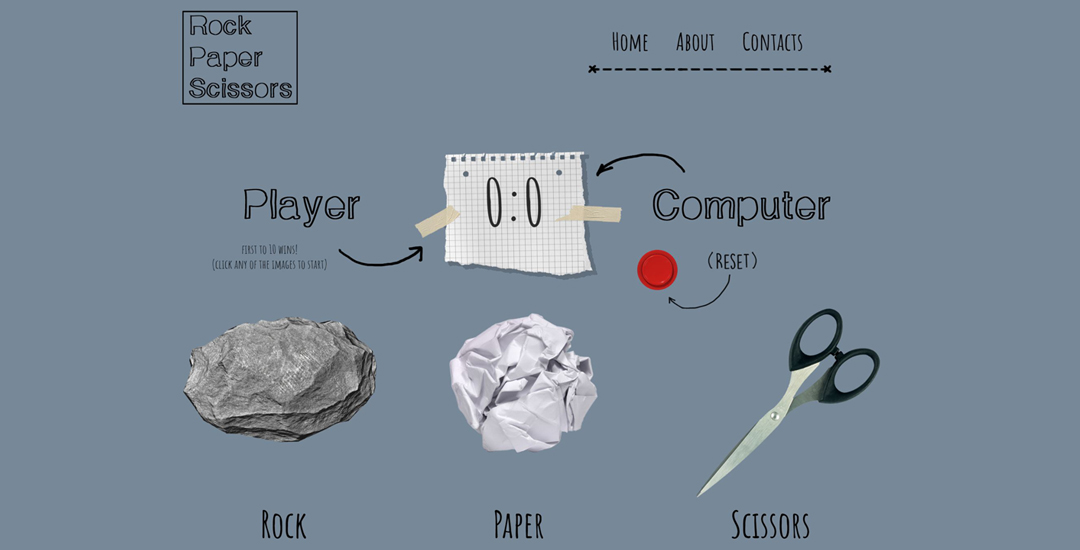 Rock
Paper
Scissors
Home About Contacts
Player
0:0
Computer
first to 10 wins!
(click any of the images to start)
(Reset)
Rock
Paper
Scissors